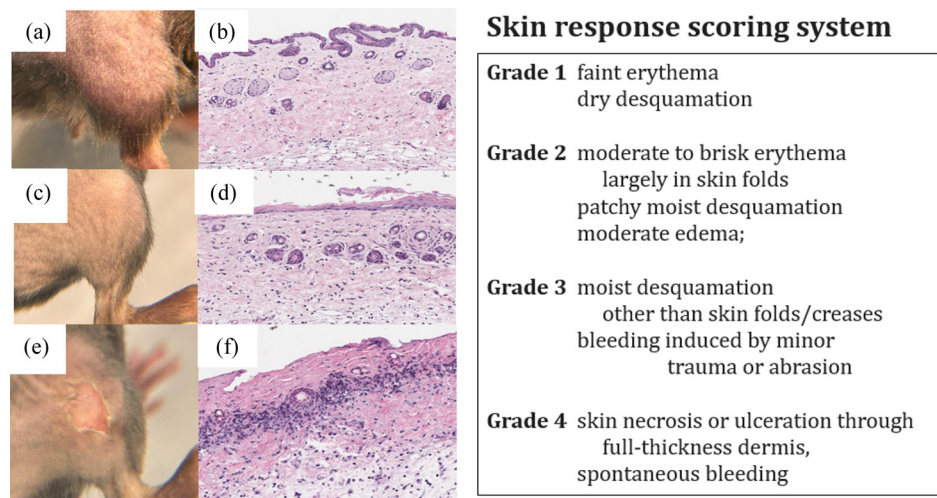 (a)
(b)
(c)
(d)
(e)
(f)
Skin response scoring system
Grade 1 faint erythema
dry desquamation
Grade 2 moderate to brisk erythema
largely in skin folds
patchy moist desquamation
moderate edema;
Grade 3 moist desquamation
other than skin folds/creases
bleeding induced by minor
trauma or abrasion
Grade 4 skin necrosis or ulceration through
full-thickness dermis,
spontaneous bleeding